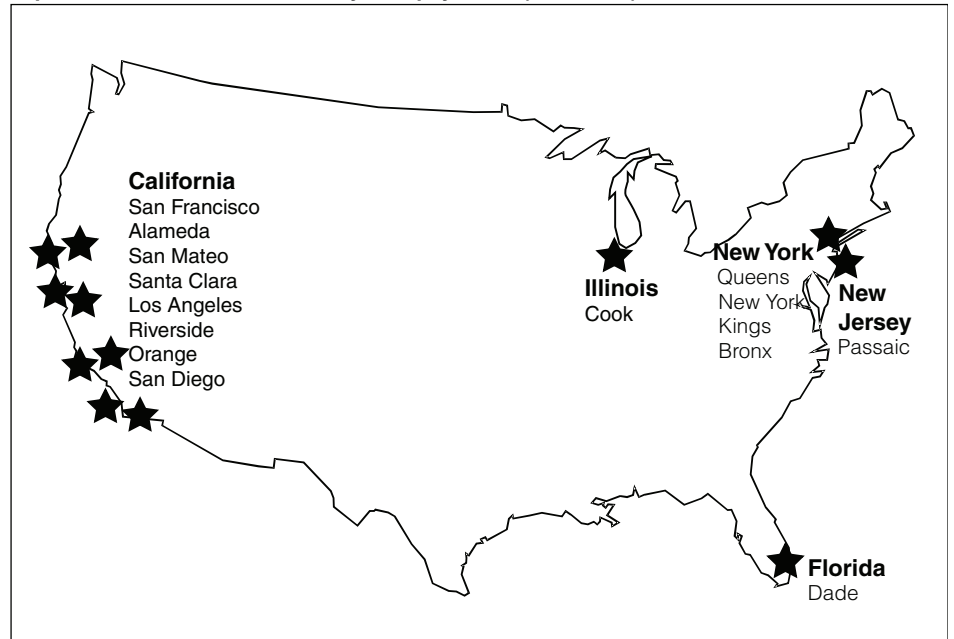 California
San Francisco
Alameda
San Mateo
Santa Clara
Los Angeles
Riverside
Orange
San Diego
Illinois
Cook
New York
Queens
New York
Kings
Bronx
New
Jersey
Passaic
Florida
Dade